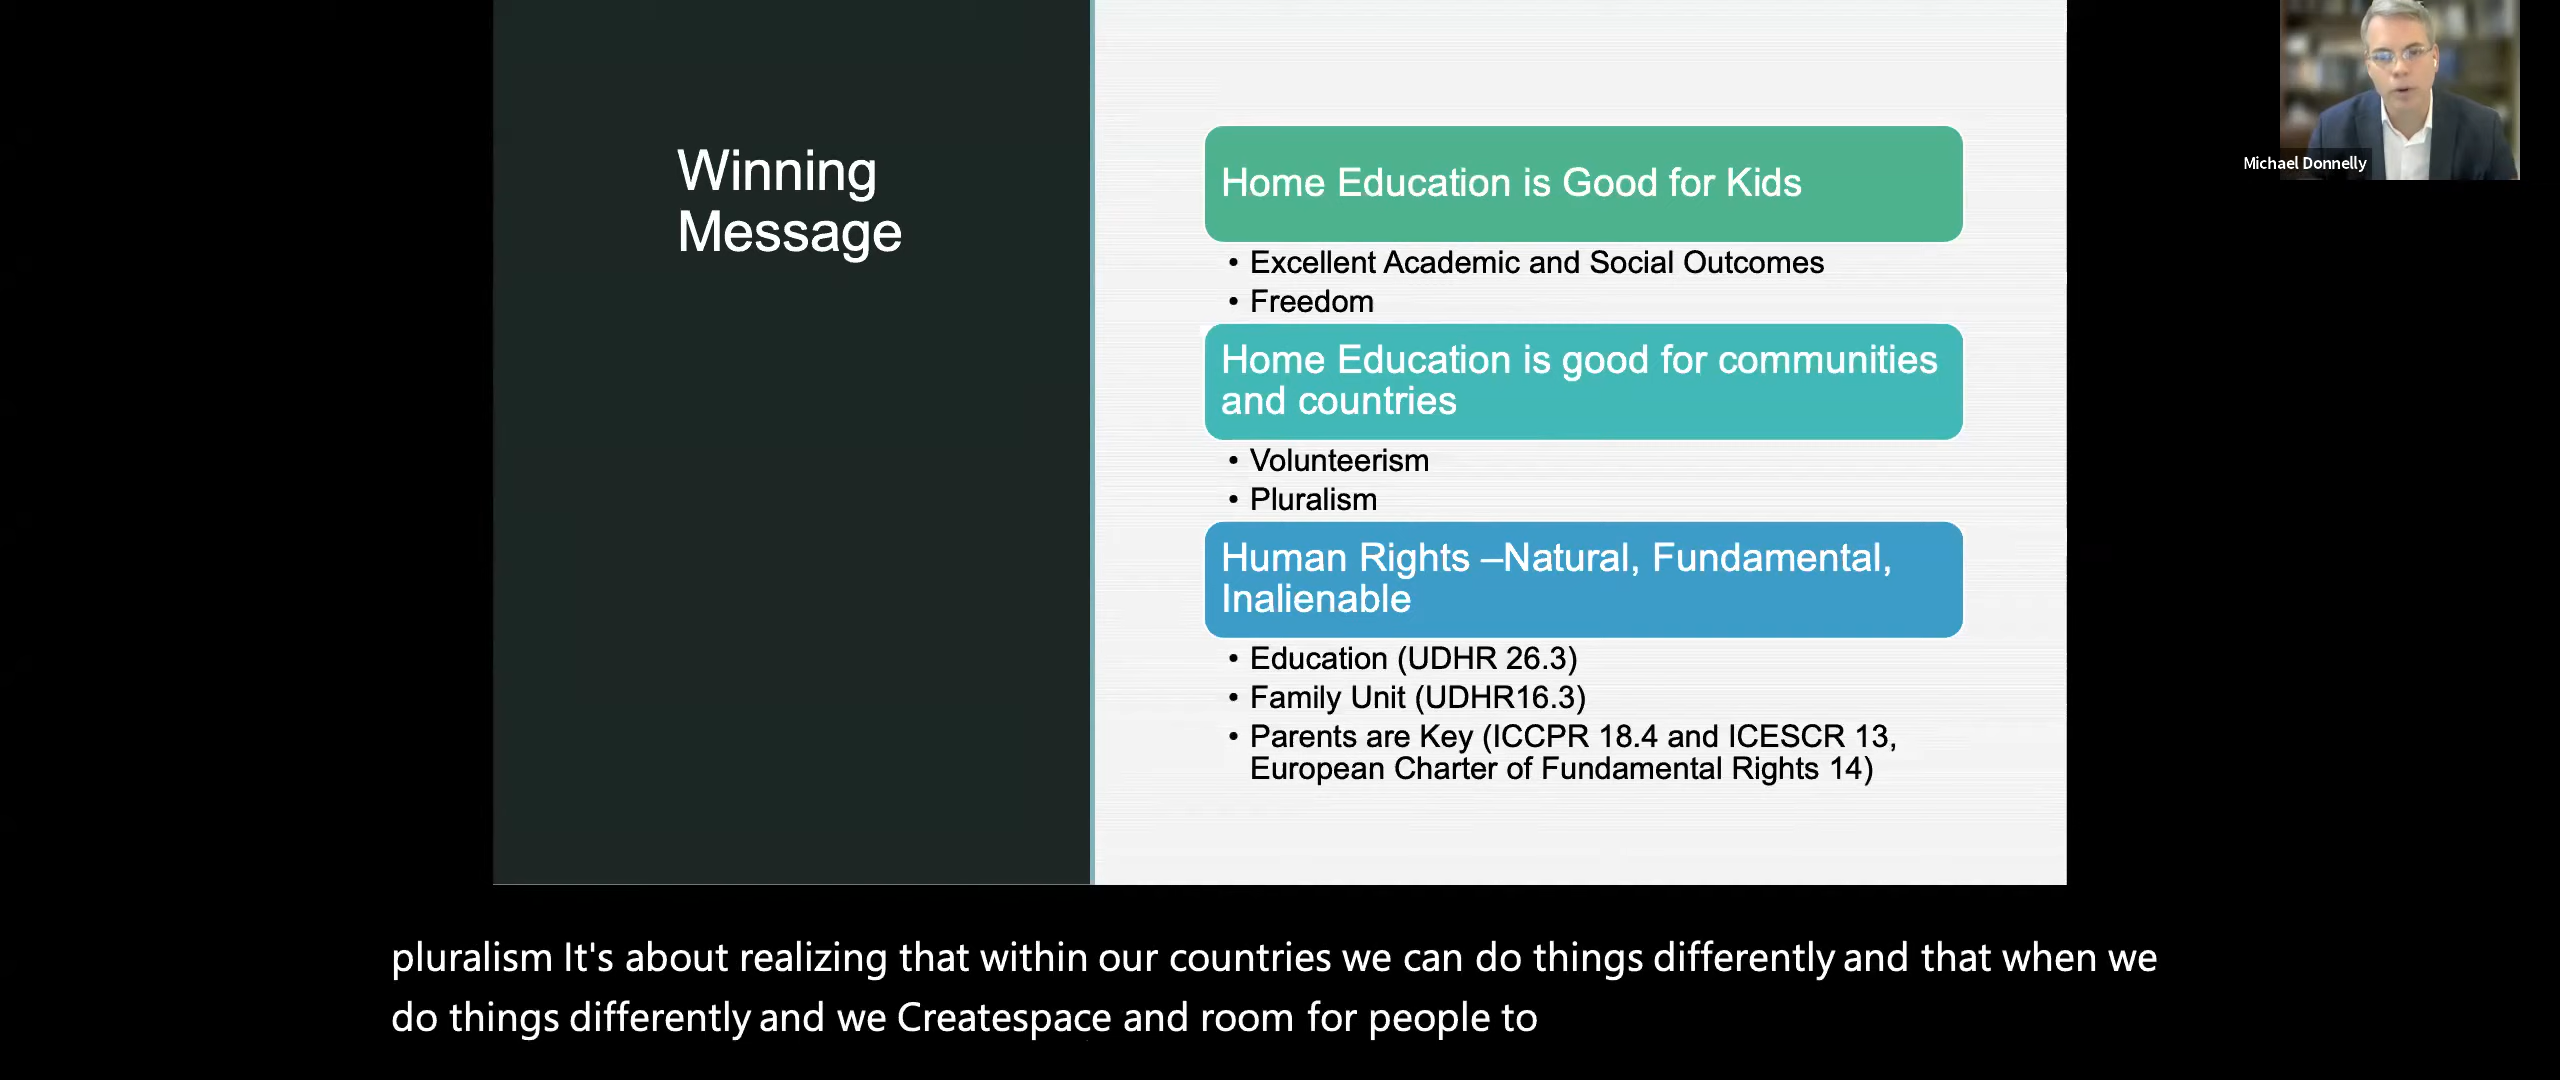 Winning
Message
Home Education is Good for Kids
• Excellent Academic and Social Outcomes
• Freedom
Home Education is good for communities
and countries
• Volunteerism
• Pluralism
Human Rights –Natural, Fundamental,
Inalienable
• Education (UDHR 26.3)
• Family Unit (UDHR16.3)
• Parents are Key (ICCPR 18.4 and ICESCR 13,
European Charter of Fundamental Rights 14)
Michael Donnelly
pluralism It's about realizing that within our countries we can do things differently and that when we
do things differently and we Createspace and room for people to